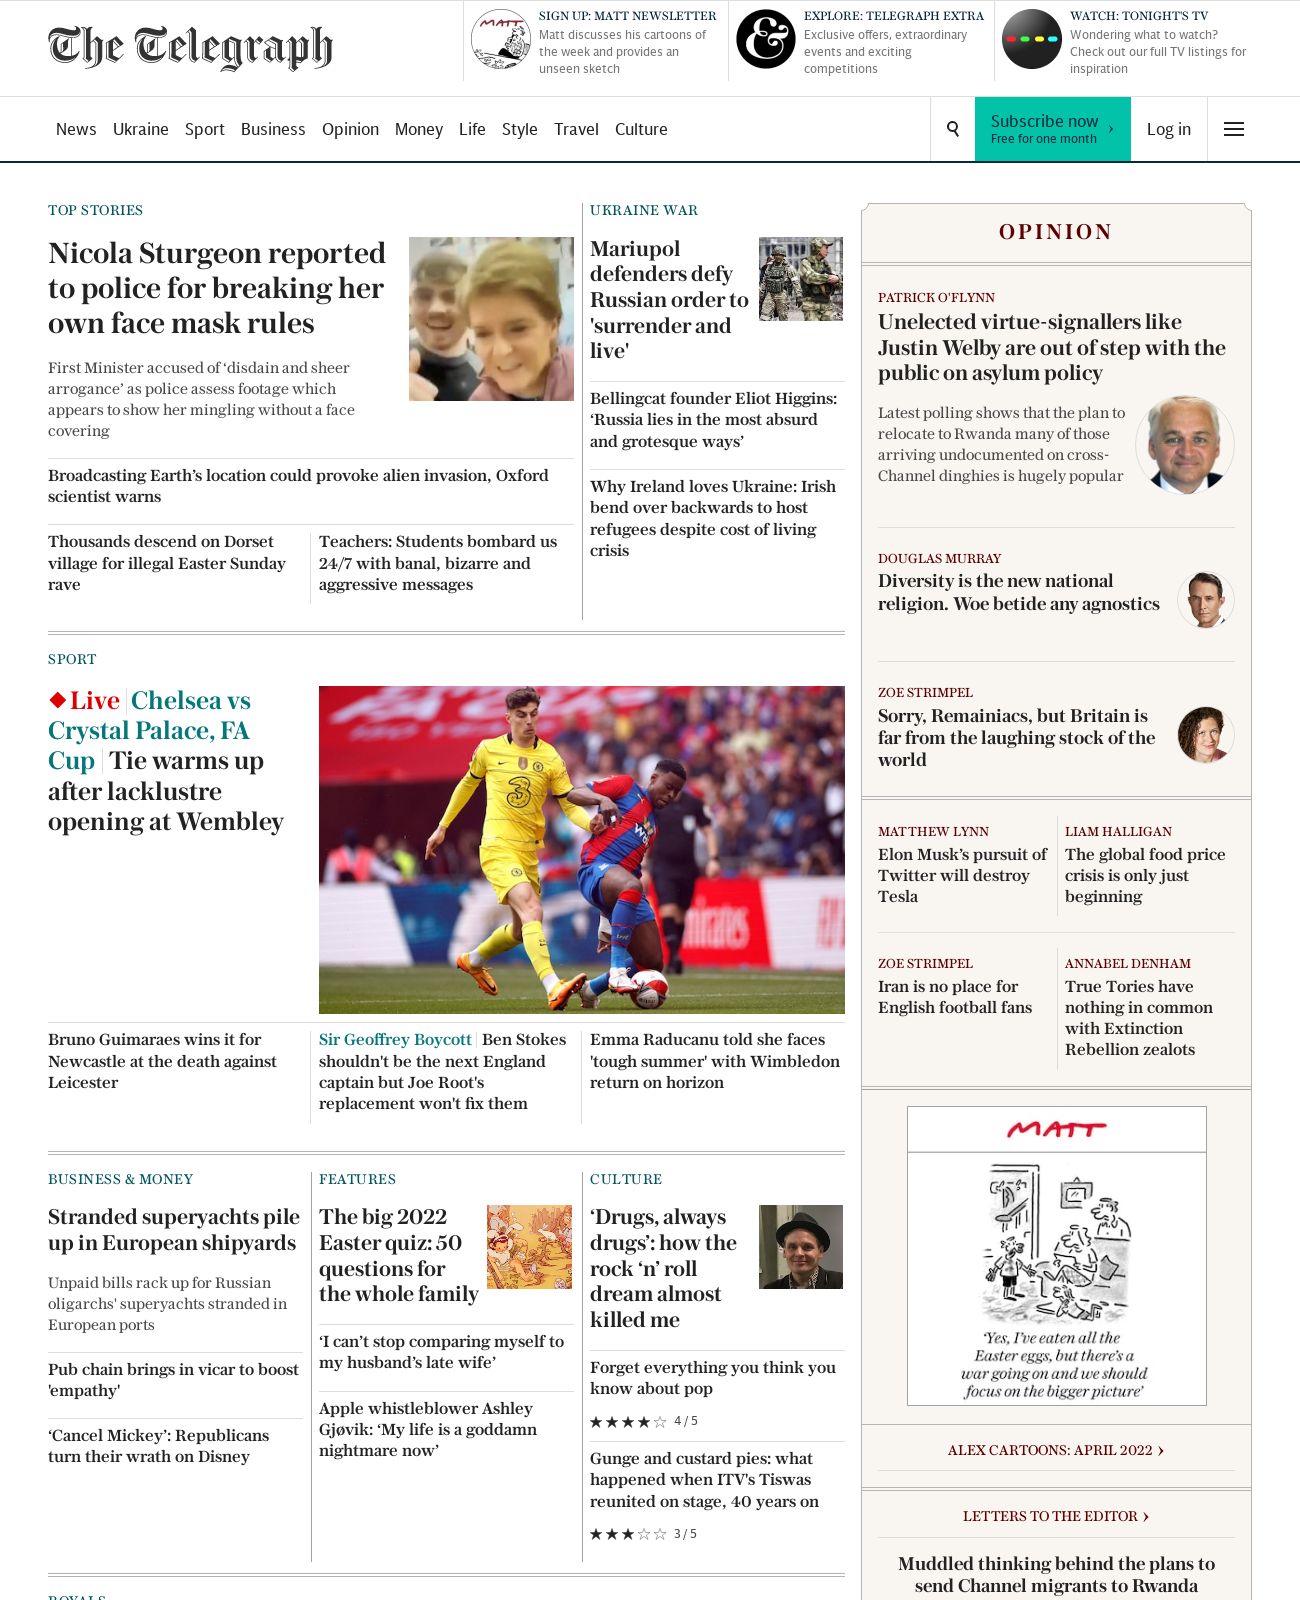 The Telegraph
SIGN UP: MATT NEWSLETTER
Matt discusses his cartoons of
the week and provides an
unseen sketch
EXPLORE: TELEGRAPH EXTRA
Exclusive offers, extraordinary
events and exciting
competitions
WATCH: TONIGHT'S TV
Wondering what to watch?
Check out our full TV listings for
inspiration
News Ukraine Sport Business Opinion Money Life Style Travel Culture
Subscribe now
Free for one month
Log in
TOP STORIES
Nicola Sturgeon reported
to police for breaking her
own face mask rules
First Minister accused of ‘disdain and sheer
arrogance’ as police assess footage which
appears to show her mingling without a face
covering
Broadcasting Earth’s location could provoke alien invasion, Oxford
scientist warns
Thousands descend on Dorset
village for illegal Easter Sunday
rave
Teachers: Students bombard us
24/7 with banal, bizarre and
aggressive messages
UKRAINE WAR
Mariupol
defenders defy
Russian order to
'surrender and
live'
Bellingcat founder Eliot Higgins:
‘Russia lies in the most absurd
and grotesque ways’
Why Ireland loves Ukraine: Irish
bend over backwards to host
refugees despite cost of living
crisis
SPORT
Live Chelsea vs
Crystal Palace, FA
Cup Tie warms up
after lacklustre
opening at Wembley
Bruno Guimaraes wins it for
Newcastle at the death against
Leicester
Sir Geoffrey Boycott Ben Stokes
shouldn't be the next England
captain but Joe Root's
replacement won't fix them
Emma Raducanu told she faces
'tough summer' with Wimbledon
return on horizon
BUSINESS & MONEY
Stranded superyachts pile
up in European shipyards
Unpaid bills rack up for Russian
oligarchs' superyachts stranded in
European ports
Pub chain brings in vicar to boost
'empathy'
‘Cancel Mickey’: Republicans
turn their wrath on Disney
FEATURES
The big 2022
Easter quiz: 50
questions for
the whole family
‘I can’t stop comparing myself to
my husband’s late wife’
Apple whistleblower Ashley
Gjøvik: ‘My life is a goddamn
nightmare now’
CULTURE
‘Drugs, always
drugs’: how the
rock ‘n’ roll
dream almost
killed me
Forget everything you think you
know about pop
★★★★☆ 4/5
Gunge and custard pies: what
happened when ITV's Tiswas
reunited on stage, 40 years on
★★★☆☆ 3/5
ROYALS
OPINION
PATRICK O'FLYNN
Unelected virtue-signallers like
Justin Welby are out of step with the
public on asylum policy
Latest polling shows that the plan to
relocate to Rwanda many of those
arriving undocumented on cross-
Channel dinghies is hugely popular
DOUGLAS MURRAY
Diversity is the new national
religion. Woe betide any agnostics
ZOE STRIMPEL
Sorry, Remainiacs, but Britain is
far from the laughing stock of the
world
MATTHEW LYNN
Elon Musk’s pursuit of
Twitter will destroy
Tesla
LIAM HALLIGAN
The global food price
crisis is only just
beginning
ZOE STRIMPEL
Iran is no place for
English football fans
ANNABEL DENHAM
True Tories have
nothing in common
with Extinction
Rebellion zealots
MATT
‘Yes, I’ve eaten all the
Easter eggs, but there’s a
war going on and we should
focus on the bigger picture’
ALEX CARTOONS: APRIL 2022
LETTERS TO THE EDITOR
Muddled thinking behind the plans to
send Channel migrants to Rwanda